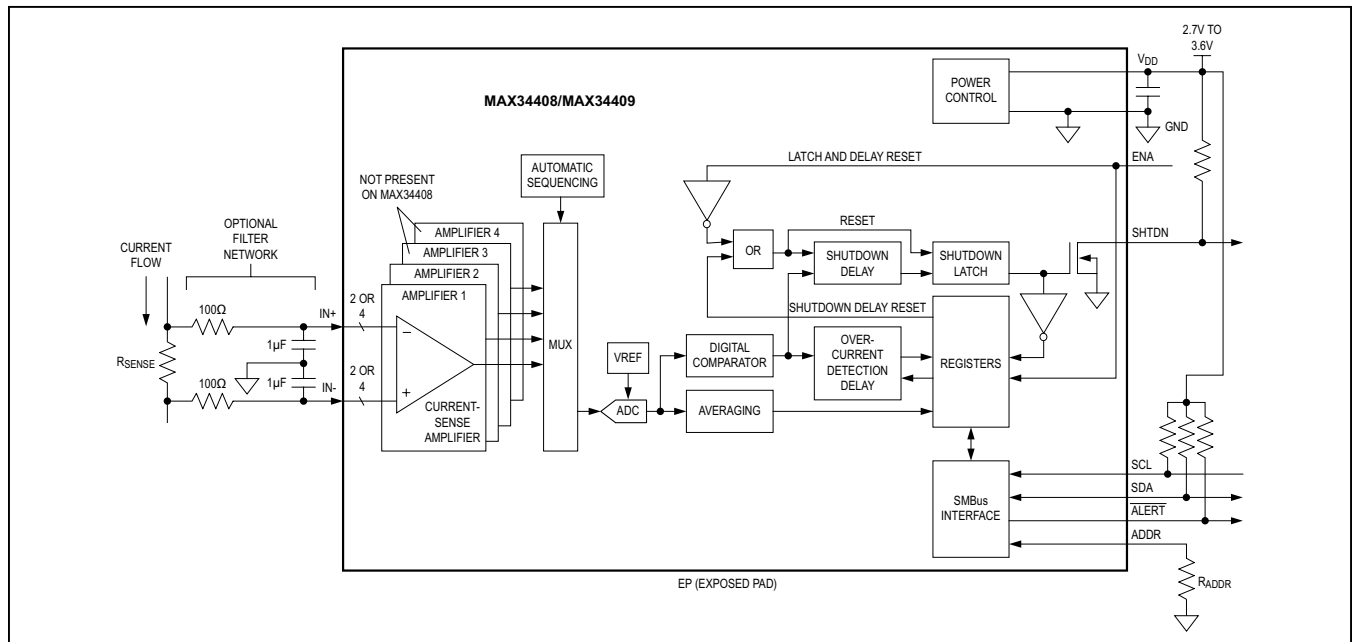 2.7V TO
3.6V
VDD
POWER
CONTROL
MAX34408/MAX34409
GND
LATCH AND DELAY RESET
ENA
AUTOMATIC
SEQUENCING
NOT PRESENT
ON MAX34408
OPTIONAL
FILTER
NETWORK
CURRENT
FLOW
AMPLIFIER 4
AMPLIFIER 3
AMPLIFIER 2
AMPLIFIER 1
RESET
OR
SHUTDOWN
DELAY
SHUTDOWN
LATCH
SHTDN
100Ω
IN+
2 OR
4
−
1µF
RSENSE
1µF
100Ω
IN-
2 OR
4
+
CURRENT-
SENSE
AMPLIFIER
MUX
SHUTDOWN DELAY RESET
VREF
DIGITAL
COMPARATOR
OVER-
CURRENT
DETECTION
DELAY
REGISTERS
ADC
AVERAGING
SMBus
INTERFACE
SCL
SDA
ALERT
ADDR
RADDR
EP (EXPOSED PAD)